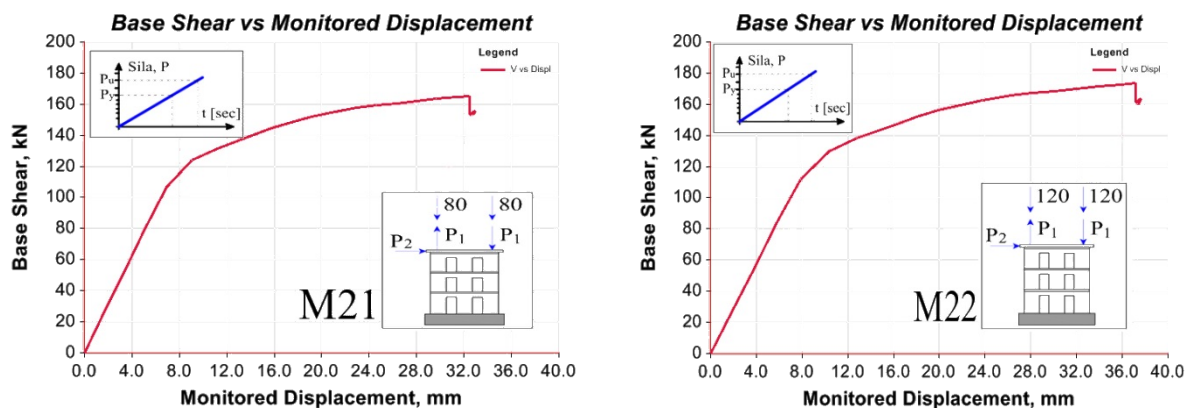 Base Shear vs Monitored Displacement
200
180
160
140
120
100
80
60
40
20
0
Base Shear, kN
Sila, P
Pu
Py
t [sec]
Legend
V vs Displ
80 80
P2 P1 P1
M21
0.0 4.0 8.0 12.0 16.0 20.0 24.0 28.0 32.0 36.0 40.0
Monitored Displacement, mm
Base Shear vs Monitored Displacement
200
180
160
140
120
100
80
60
40
20
0
Base Shear, kN
Sila, P
Pu
Py
t [sec]
Legend
V vs Displ
120 120
P2 P1 P1
M22
0.0 4.0 8.0 12.0 16.0 20.0 24.0 28.0 32.0 36.0 40.0
Monitored Displacement, mm